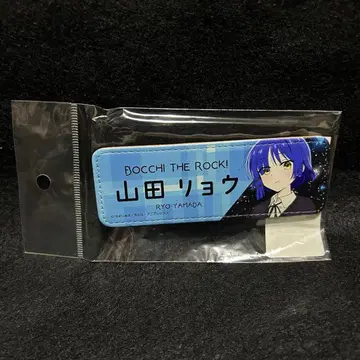 BOCCHI THE ROCK!
山田リョウ
RYO YAMADA